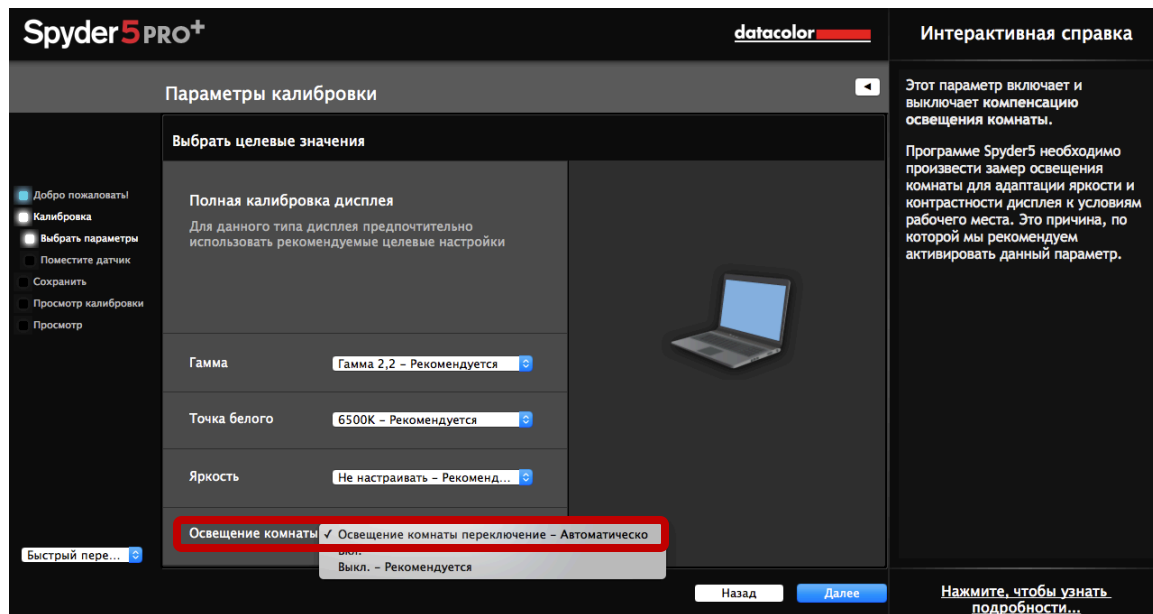 Spyder5PRO+
datacolor
Интерактивная справка
Параметры калибровки
Выбрать целевые значения
Добро пожаловать!
Калибровка
Выбрать параметры
Поместите датчик
Сохранить
Просмотр калибровки
Просмотр
Быстрый пере...
Полная калибровка дисплея
Для данного типа дисплея предпочтительно
использовать рекомендуемые целевые настройки
Гамма
Гамма 2,2 – Рекомендуется
Точка белого
6500K – Рекомендуется
Яркость
Не настраивать – Рекоменд...
Освещение комнаты
✓ Освещение комнаты переключение – Автоматическо
Выкл. – Рекомендуется
Назад
Далее
Этот параметр включает и
выключает компенсацию
освещения комнаты.
Программе Spyder5 необходимо
произвести замер освещения
комнаты для адаптации яркости и
контрастности дисплея к условиям
рабочего места. Это причина, по
которой мы рекомендуем
активировать данный параметр.
Нажмите, чтобы узнать
подробности...